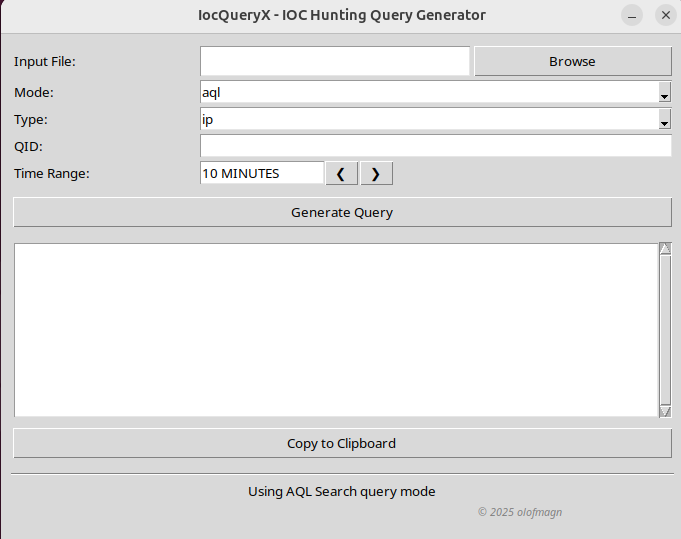 IocQueryX - IOC Hunting Query Generator
Input File: Browse
Mode: aql
Type: ip
QID:
Time Range: 10 MINUTES ❮ ❯
Generate Query
Copy to Clipboard
Using AQL Search query mode
© 2025 olofmagn